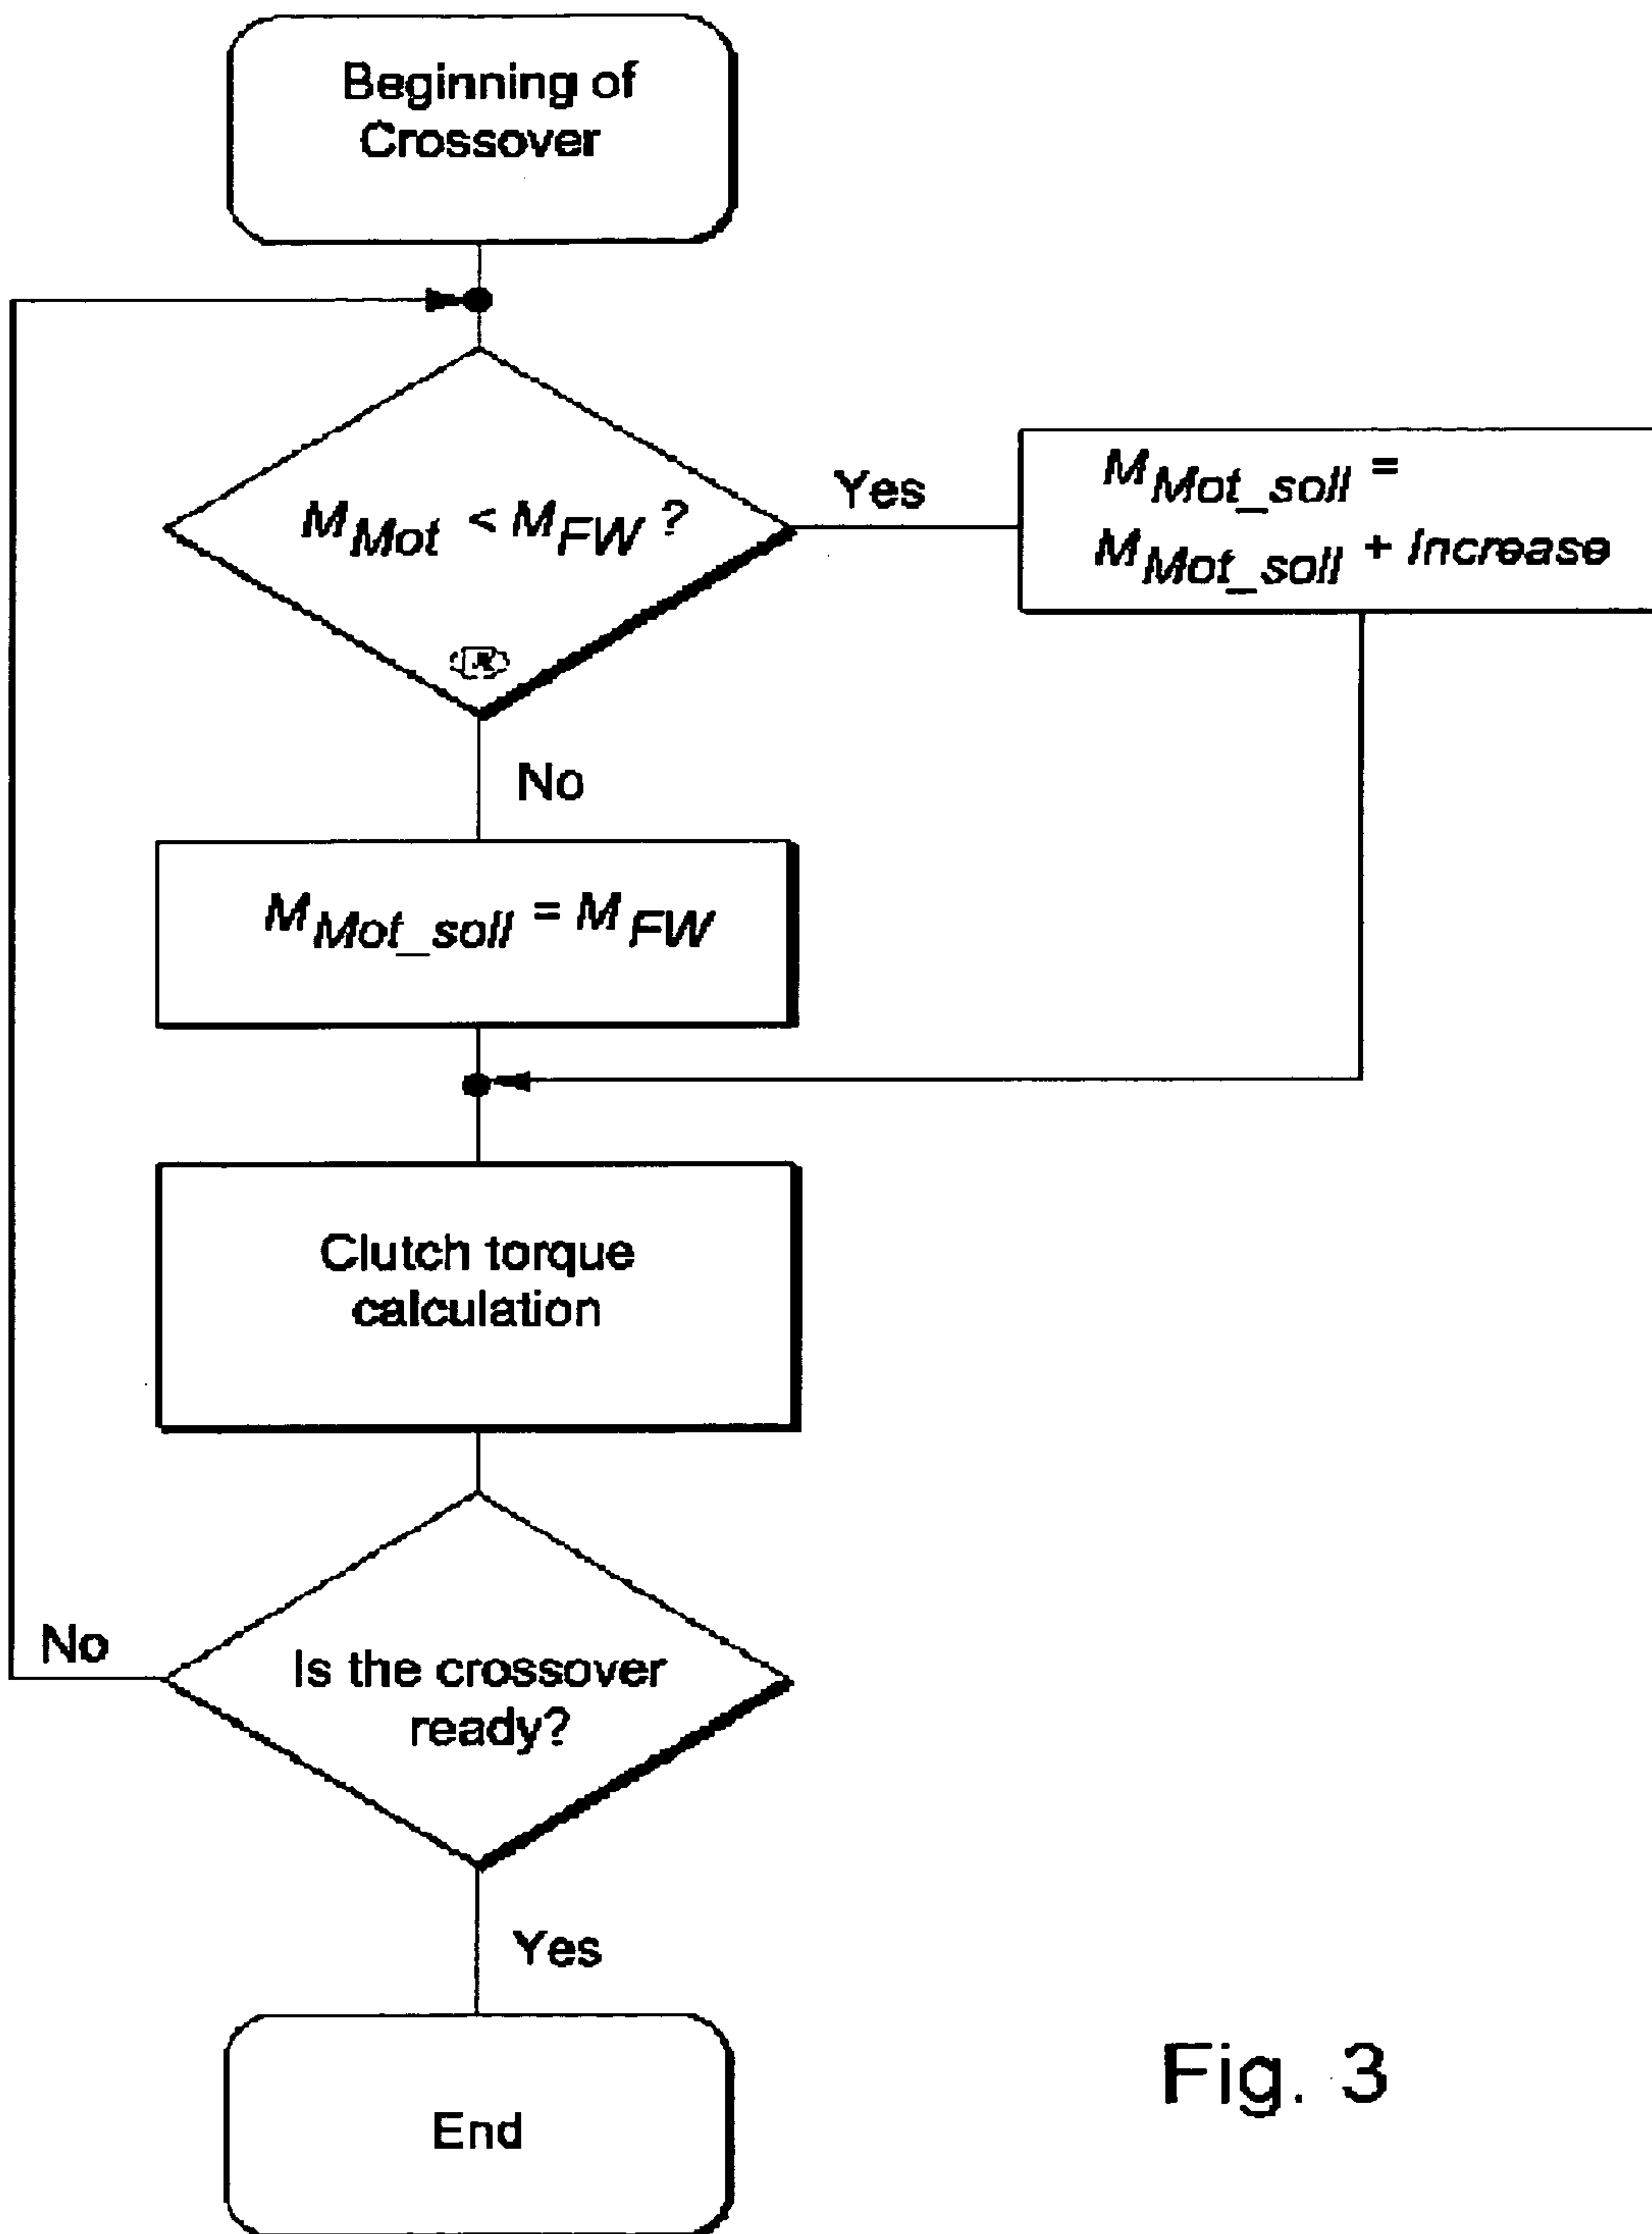 Beginning of
Crossover
M_Mot < M_FW ?
Yes
M_Mot_soll =
M_Mot_soll + Increase
No
M_Mot_soll = M_FW
Clutch torque
calculation
Is the crossover
ready?
No
Yes
End
Fig. 3